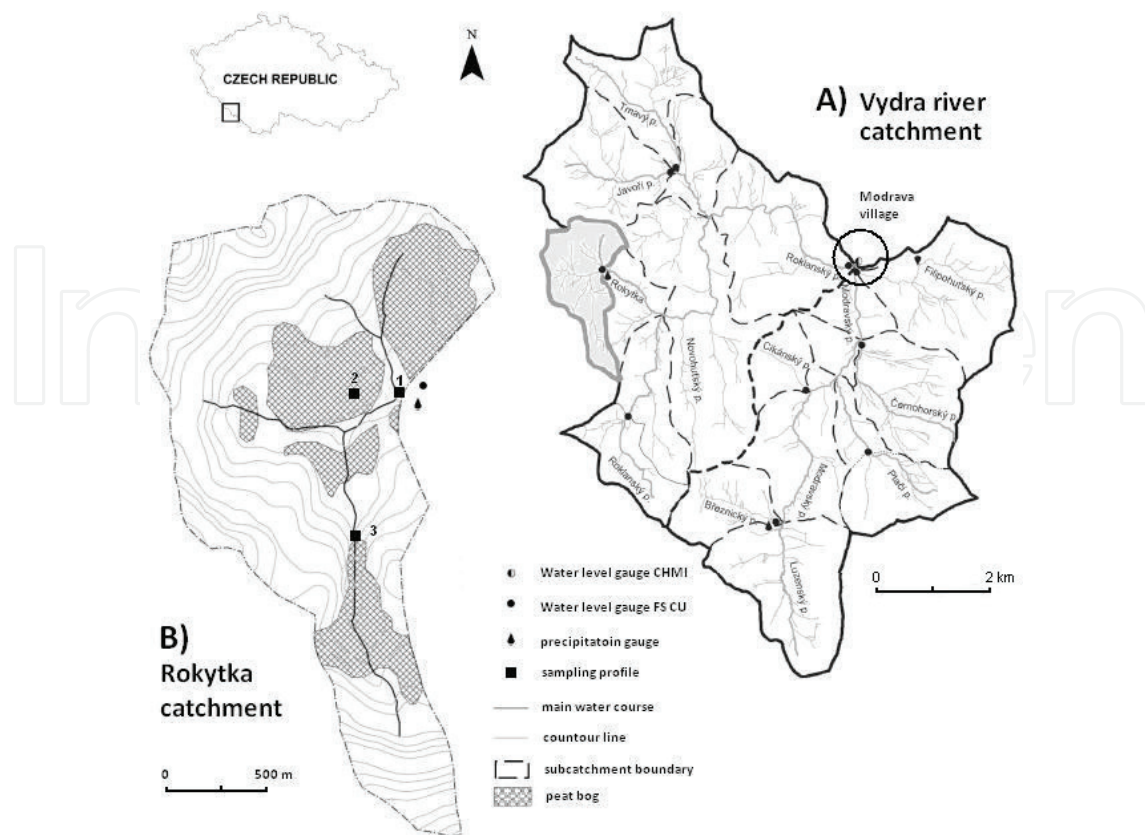 CZECH REPUBLIC
N
A) Vydra river
catchment
Modrava
village
Tmavý p.
Javoří p.
Roklanský p.
Modravský p.
Filipohuťský p.
Rokytka
Novohuťský p.
Cikánský p.
Černohorský p.
Ptačí p.
Roklanský p.
Modravský p.
Březnický p.
Luzenský p.
0 2 km
1
2
3
B)
Rokytka
catchment
0 500 m
Water level gauge CHMI
Water level gauge FS CU
precipitatoin gauge
sampling profile
main water course
countour line
subcatchment boundary
peat bog